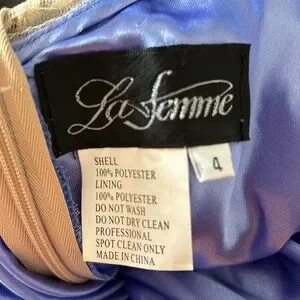 La Femme
4
SHELL
100% POLYESTER
LINING
100% POLYESTER
DO NOT WASH
DO NOT DRY CLEAN
PROFESSIONAL
SPOT CLEAN ONLY
MADE IN CHINA